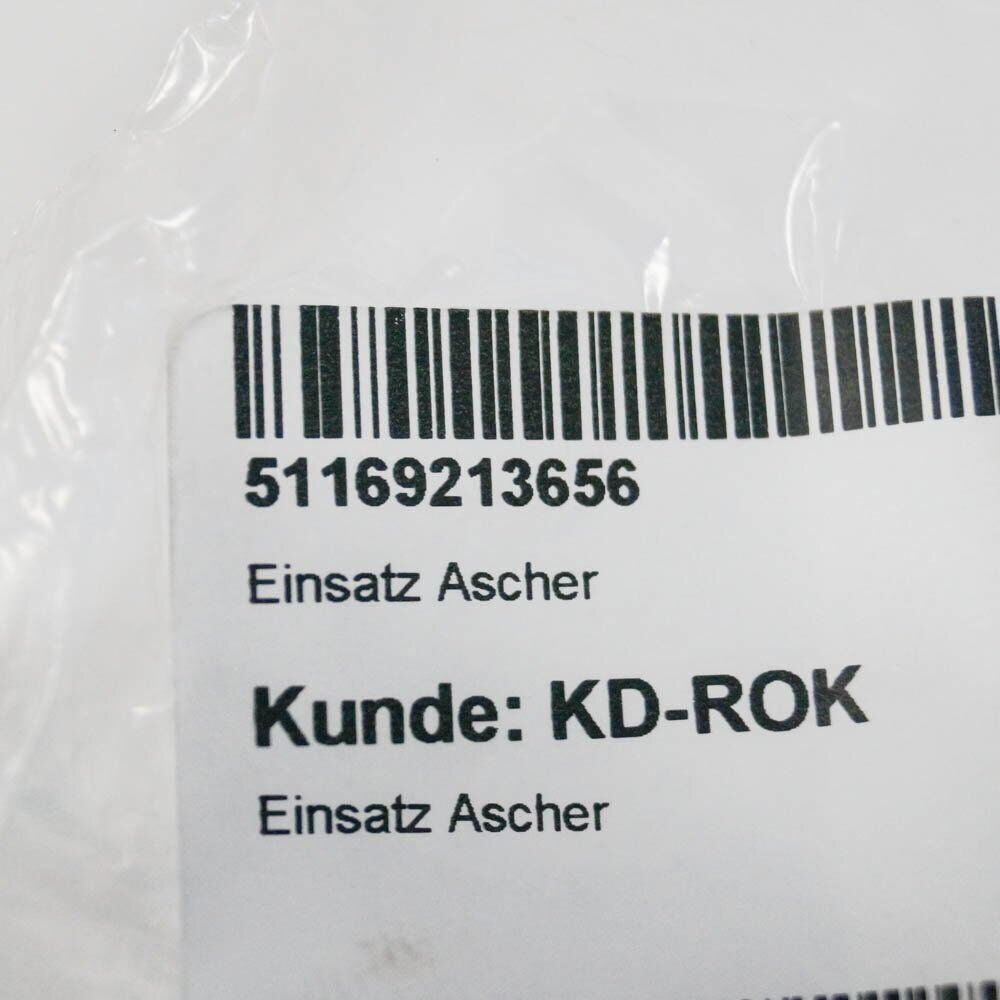 51169213656
Einsatz Ascher
Kunde: KD-ROK
Einsatz Ascher